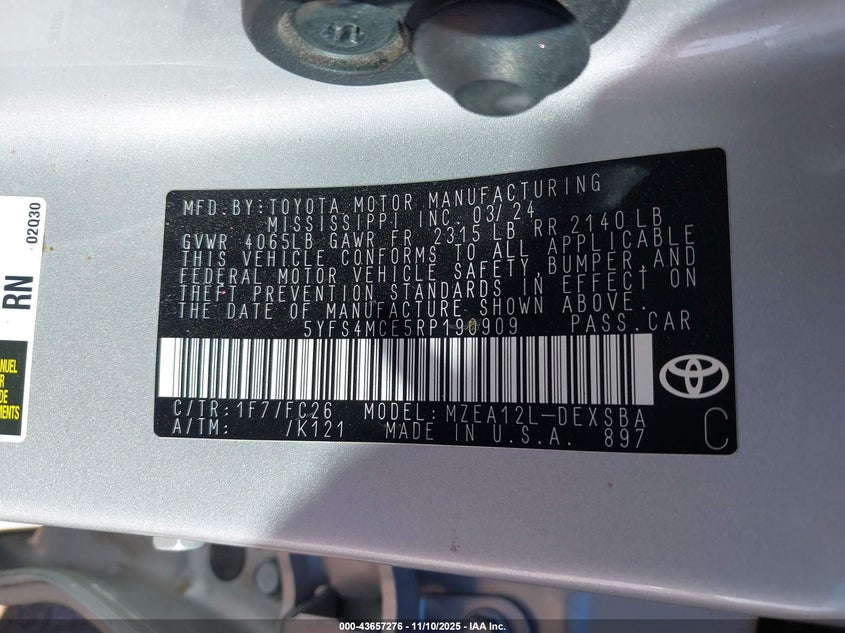 MFD. BY: TOYOTA MOTOR MANUFACTURING
MISSISSIPPI INC. 03/24
GVWR 4065LB GAWR FR 2315 LB RR 2140 LB
THIS VEHICLE CONFORMS TO ALL APPLICABLE
FEDERAL MOTOR VEHICLE SAFETY, BUMPER, AND
THEFT PREVENTION STANDARDS IN EFFECT ON
THE DATE OF MANUFACTURE SHOWN ABOVE.
5YFS4MCE5RP190909 PASS. CAR
C/TR: 1F7/FC26 MODEL: MZEA12L-DEXSBA
A/TM: /K121 MADE IN U.S.A. 897
C
02030
RN
000-43657276 - 11/10/2025 - IAA Inc.